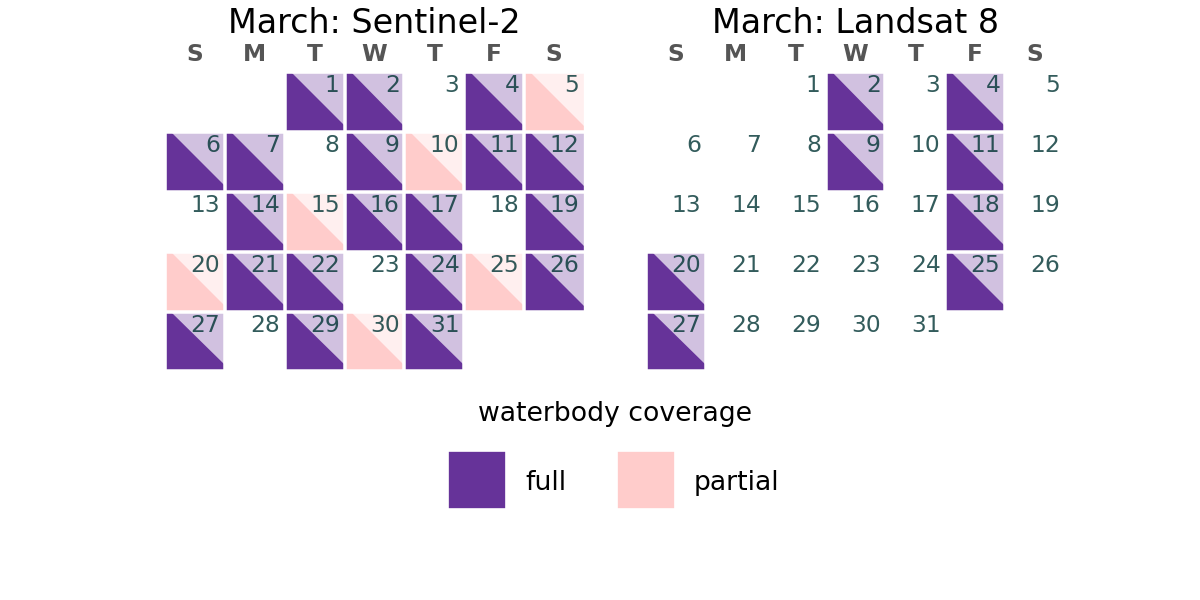 March: Sentinel-2
S M T W T F S
1 2 3 4 5
6 7 8 9 10 11 12
13 14 15 16 17 18 19
20 21 22 23 24 25 26
27 28 29 30 31
March: Landsat 8
S M T W T F S
1 2 3 4 5
6 7 8 9 10 11 12
13 14 15 16 17 18 19
20 21 22 23 24 25 26
27 28 29 30 31
waterbody coverage
full partial